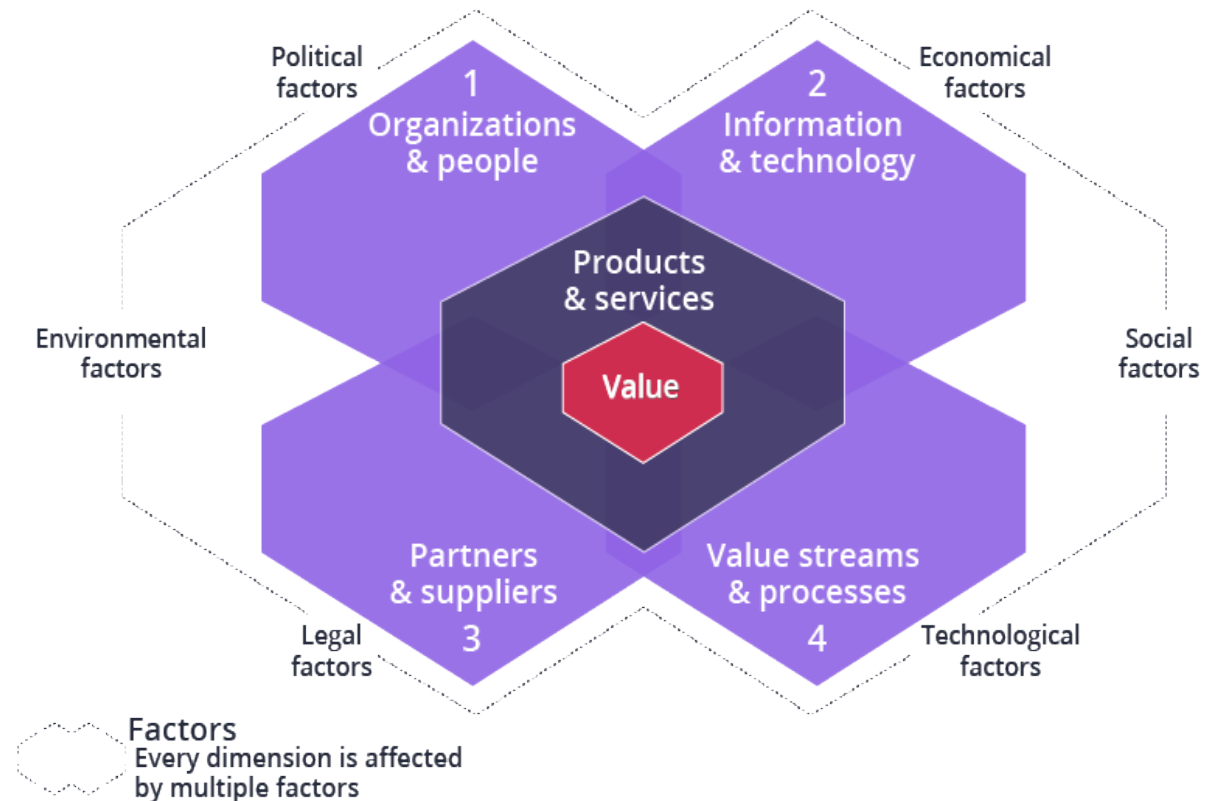 Political
factors
Economical
factors
1
Organizations
& people
2
Information
& technology
Products
& services
Environmental
factors
Value
Social
factors
Partners
& suppliers
3
Value streams
& processes
4
Legal
factors
Technological
factors
Factors
Every dimension is affected
by multiple factors